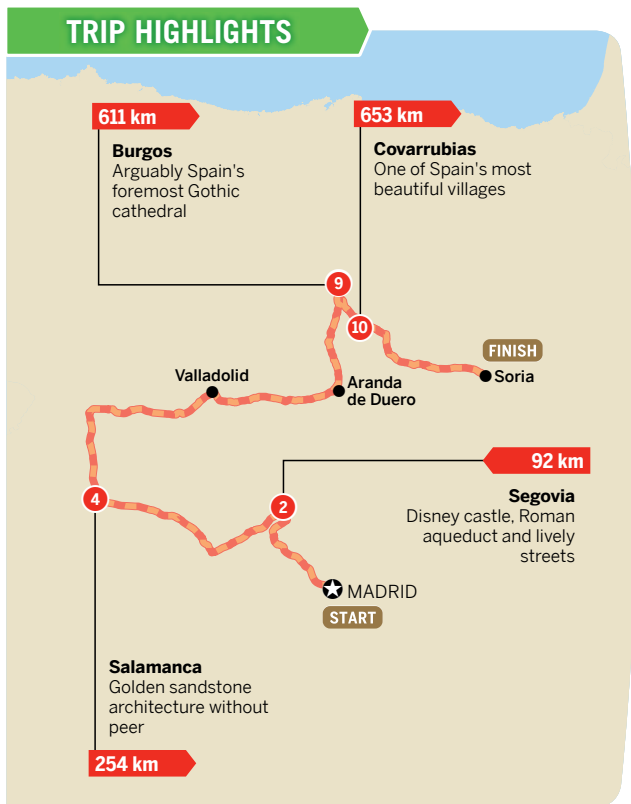 TRIP HIGHLIGHTS
611 km
Burgos
Arguably Spain's
foremost Gothic
cathedral
653 km
Covarrubias
One of Spain's most
beautiful villages
9
10
FINISH
Soria
Valladolid
Aranda
de Duero
92 km
Segovia
Disney castle, Roman
aqueduct and lively
streets
4
2
MADRID
START
Salamanca
Golden sandstone
architecture without
peer
254 km